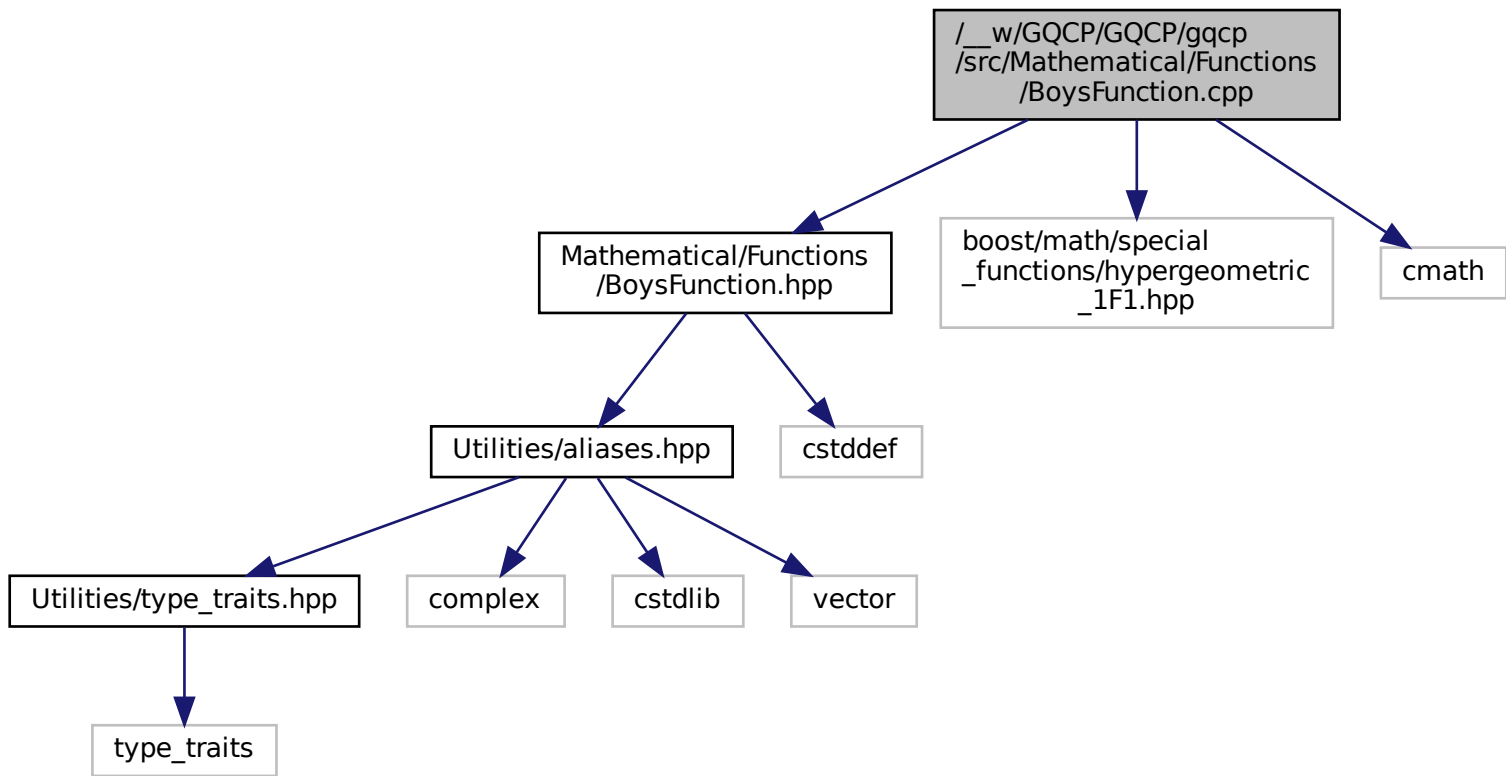 /__w/GQCP/GQCP/gqcp
/src/Mathematical/Functions
/BoysFunction.cpp
Mathematical/Functions
/BoysFunction.hpp
boost/math/special
_functions/hypergeometric
_1F1.hpp
cmath
Utilities/aliases.hpp
cstddef
Utilities/type_traits.hpp
complex
cstdlib
vector
type_traits